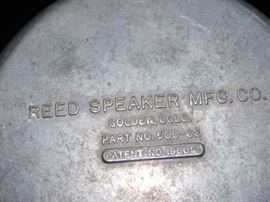 REED SPEAKER MFG. CO.
GOLDEN, COLO.
PART NO. 500-C2
PATENT NO.